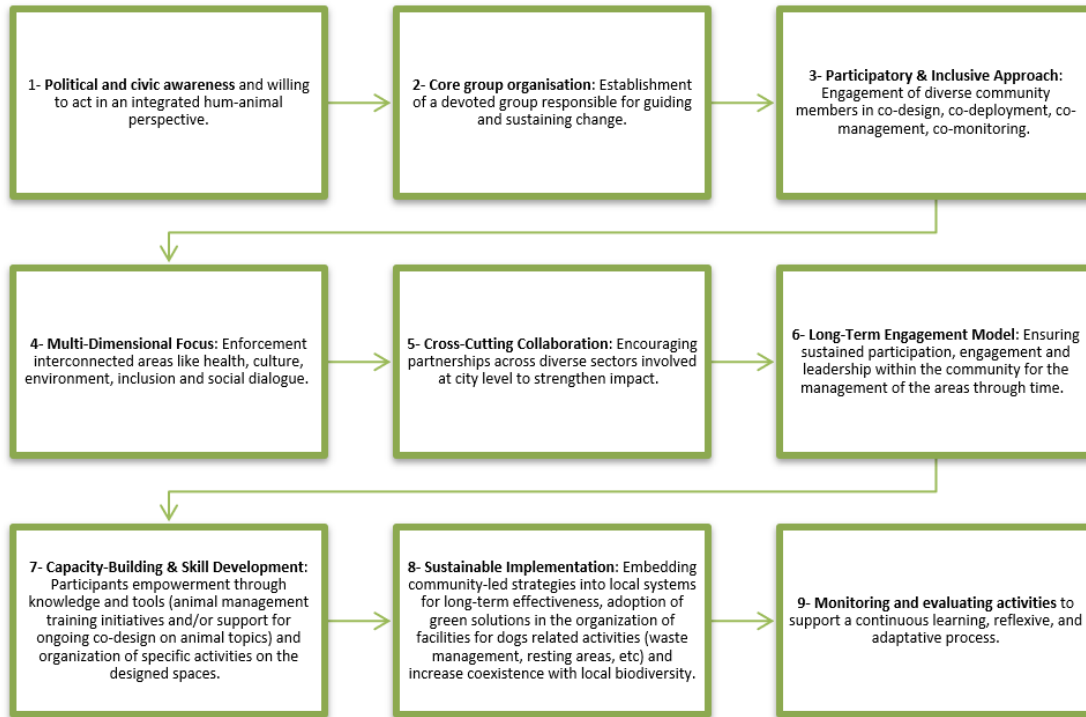 1- Political and civic awareness and willing
to act in an integrated hum-animal
perspective.
2- Core group organisation: Establishment
of a devoted group responsible for guiding
and sustaining change.
3- Participatory & Inclusive Approach:
Engagement of diverse community
members in co-design, co-deployment, co-
management, co-monitoring.
4- Multi-Dimensional Focus: Enforcement
interconnected areas like health, culture,
environment, inclusion and social dialogue.
5- Cross-Cutting Collaboration: Encouraging
partnerships across diverse sectors involved
at city level to strengthen impact.
6- Long-Term Engagement Model: Ensuring
sustained participation, engagement and
leadership within the community for the
management of the areas through time.
7- Capacity-Building & Skill Development:
Participants empowerment through
knowledge and tools (animal management
training initiatives and/or support for
ongoing co-design on animal topics) and
organization of specific activities on the
designed spaces.
8- Sustainable Implementation: Embedding
community-led strategies into local systems
for long-term effectiveness, adoption of
green solutions in the organization of
facilities for dogs related activities (waste
management, resting areas, etc) and
increase coexistence with local biodiversity.
9- Monitoring and evaluating activities to
support a continuous learning, reflexive, and
adaptative process.